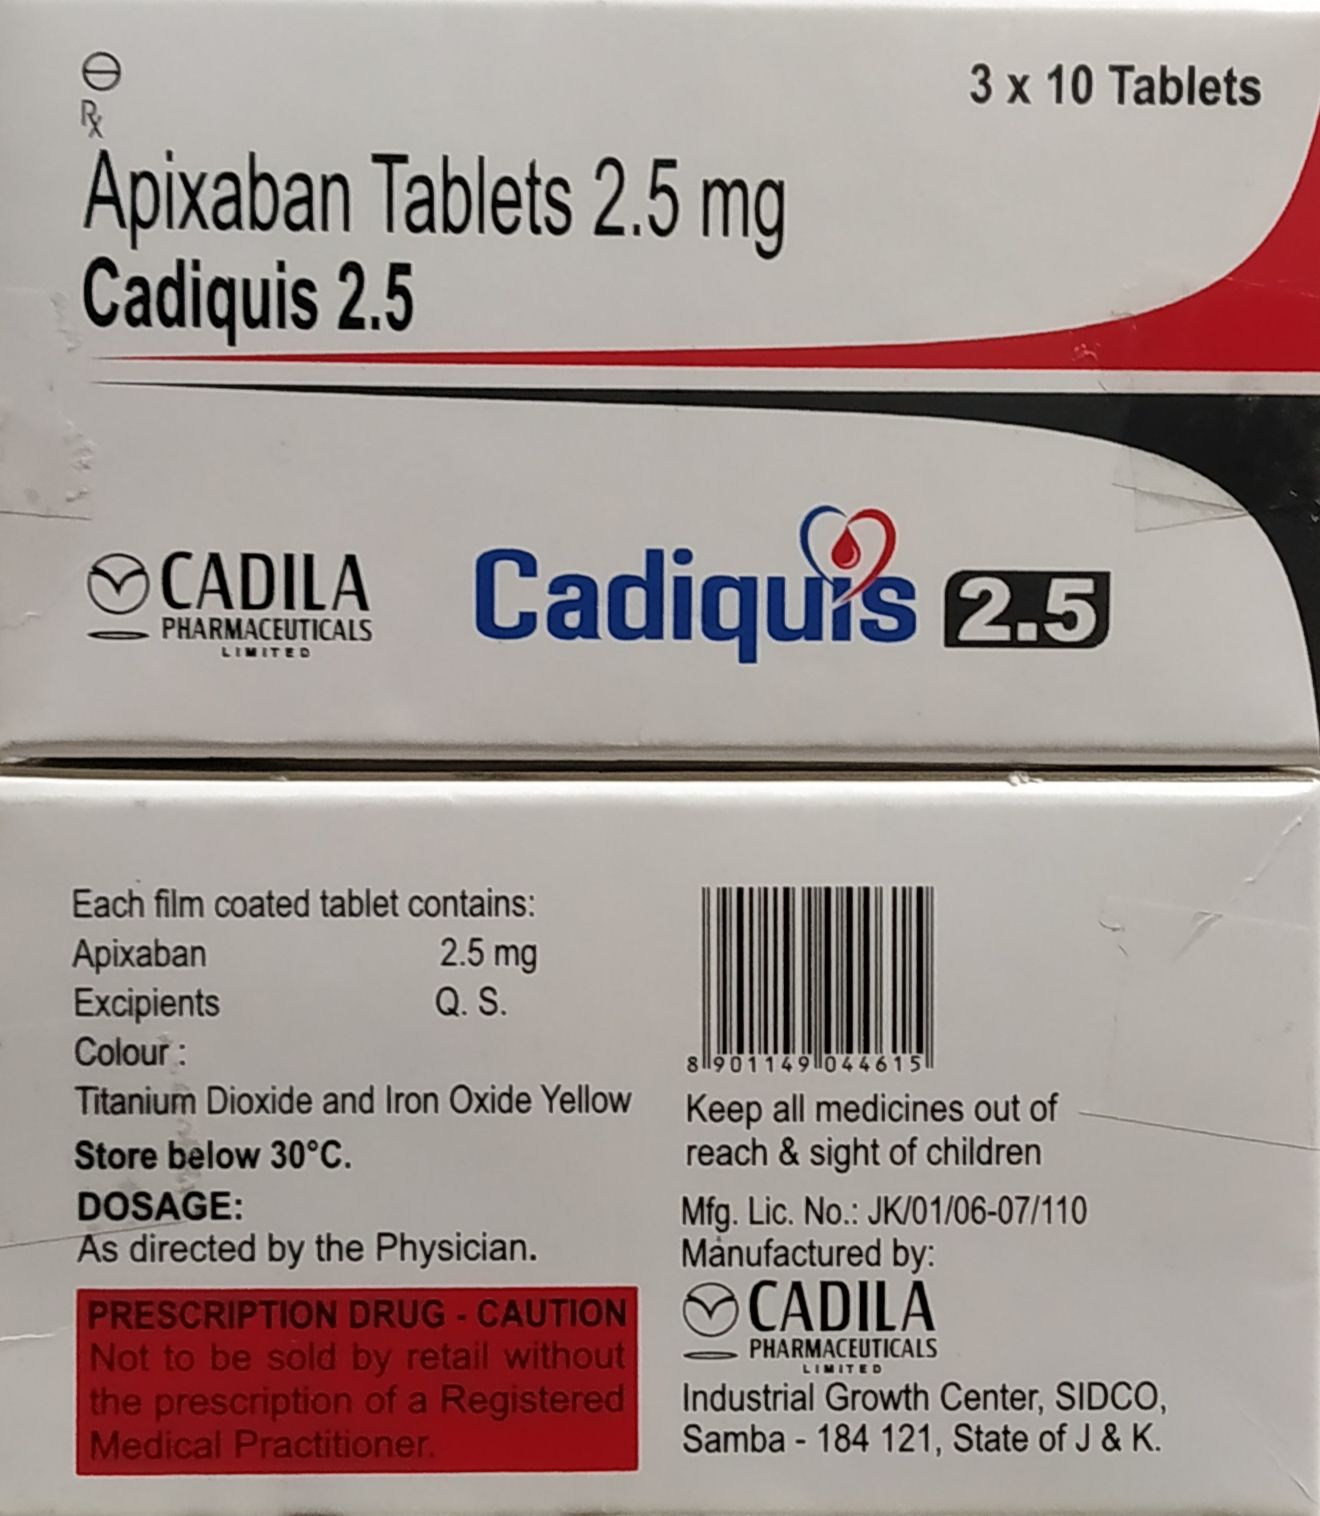 3 x 10 Tablets
Rx
Apixaban Tablets 2.5 mg
Cadiquis 2.5
CADILA
PHARMACEUTICALS
LIMITED
Cadiquis 2.5
Each film coated tablet contains:
Apixaban 2.5 mg
Excipients Q. S.
Colour :
Titanium Dioxide and Iron Oxide Yellow
Store below 30°C.
DOSAGE:
As directed by the Physician.
PRESCRIPTION DRUG - CAUTION
Not to be sold by retail without
the prescription of a Registered
Medical Practitioner.
8 901149 044615
Keep all medicines out of
reach & sight of children
Mfg. Lic. No.: JK/01/06-07/110
Manufactured by:
CADILA
PHARMACEUTICALS
LIMITED
Industrial Growth Center, SIDCO,
Samba - 184 121, State of J & K.